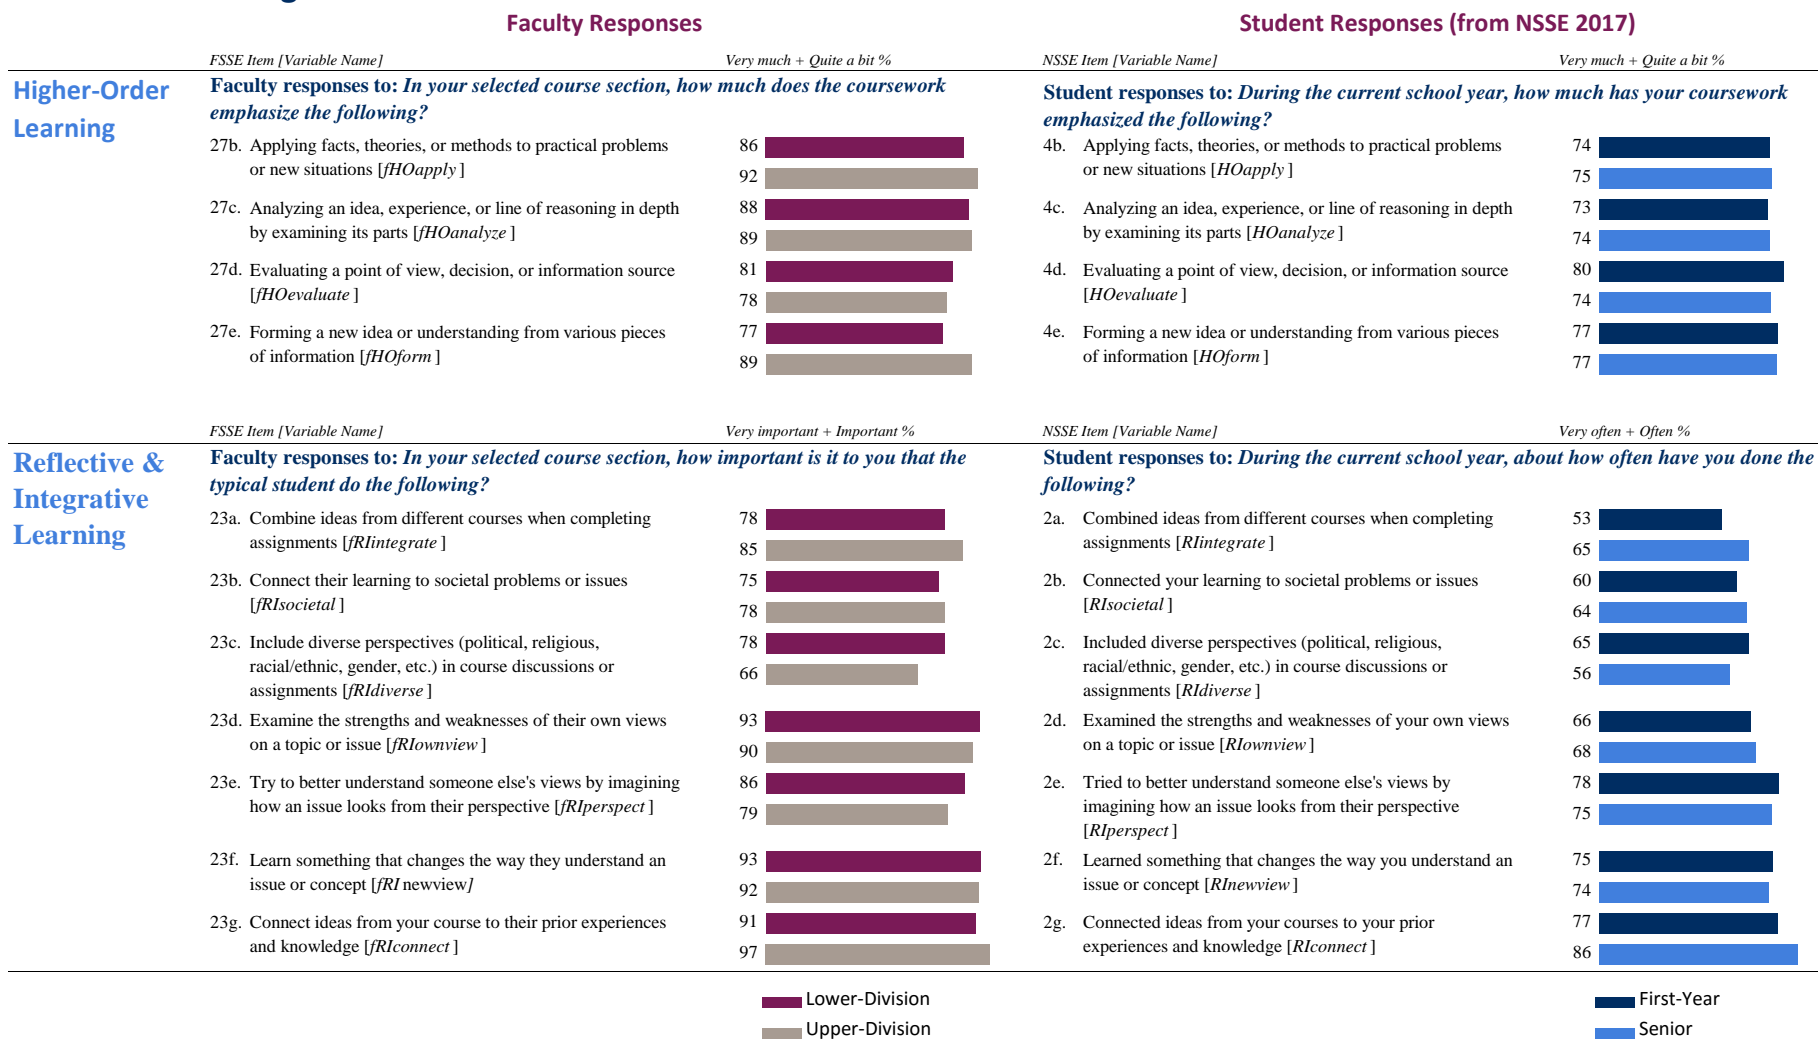 Faculty Responses
Student Responses (from NSSE 2017)
FSSE Item [Variable Name]
Very much + Quite a bit %
NSSE Item [Variable Name]
Very much + Quite a bit %
Higher-Order
Learning
Faculty responses to: In your selected course section, how much does the coursework
emphasize the following?
Student responses to: During the current school year, how much has your coursework
emphasized the following?
27b. Applying facts, theories, or methods to practical problems
or new situations [fHOapply ]
86
92
4b. Applying facts, theories, or methods to practical problems
or new situations [HOapply ]
74
75
27c. Analyzing an idea, experience, or line of reasoning in depth
by examining its parts [fHOanalyze ]
88
89
4c. Analyzing an idea, experience, or line of reasoning in depth
by examining its parts [HOanalyze ]
73
74
27d. Evaluating a point of view, decision, or information source
[fHOevaluate ]
81
78
4d. Evaluating a point of view, decision, or information source
[HOevaluate ]
80
74
27e. Forming a new idea or understanding from various pieces
of information [fHOform ]
77
89
4e. Forming a new idea or understanding from various pieces
of information [HOform ]
77
77
FSSE Item [Variable Name]
Very important + Important %
NSSE Item [Variable Name]
Very often + Often %
Reflective &
Integrative
Learning
Faculty responses to: In your selected course section, how important is it to you that the
typical student do the following?
Student responses to: During the current school year, about how often have you done the
following?
23a. Combine ideas from different courses when completing
assignments [fRIintegrate ]
78
85
2a. Combined ideas from different courses when completing
assignments [RIintegrate ]
53
65
23b. Connect their learning to societal problems or issues
[fRIsocietal ]
75
78
2b. Connected your learning to societal problems or issues
[RIsocietal ]
60
64
23c. Include diverse perspectives (political, religious,
racial/ethnic, gender, etc.) in course discussions or
assignments [fRIdiverse ]
78
66
2c. Included diverse perspectives (political, religious,
racial/ethnic, gender, etc.) in course discussions or
assignments [RIdiverse ]
65
56
23d. Examine the strengths and weaknesses of their own views
on a topic or issue [fRIownview ]
93
90
2d. Examined the strengths and weaknesses of your own views
on a topic or issue [RIownview ]
66
68
23e. Try to better understand someone else's views by imagining
how an issue looks from their perspective [fRIperspect ]
86
79
2e. Tried to better understand someone else's views by
imagining how an issue looks from their perspective
[RIperspect ]
78
75
23f. Learn something that changes the way they understand an
issue or concept [fRI newview]
93
92
2f. Learned something that changes the way you understand an
issue or concept [RInewview ]
75
74
23g. Connect ideas from your course to their prior experiences
and knowledge [fRIconnect ]
91
97
2g. Connected ideas from your courses to your prior
experiences and knowledge [RIconnect ]
77
86
Lower-Division
Upper-Division
First-Year
Senior